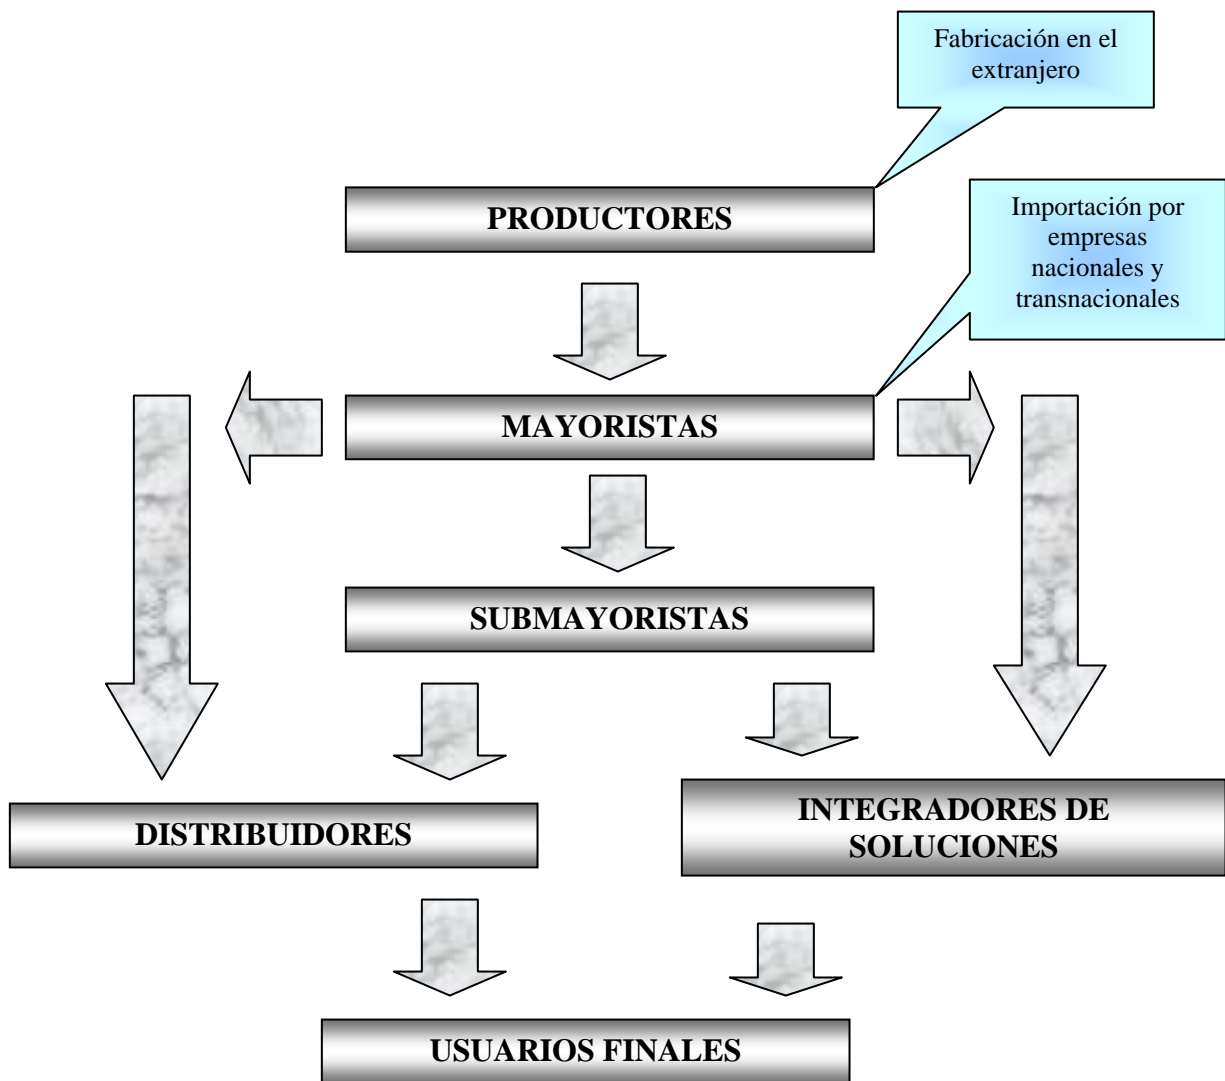 Fabricación en el
extranjero
PRODUCTORES
Importación por
empresas
nacionales y
transnacionales
MAYORISTAS
SUBMAYORISTAS
DISTRIBUIDORES
INTEGRADORES DE
SOLUCIONES
USUARIOS FINALES